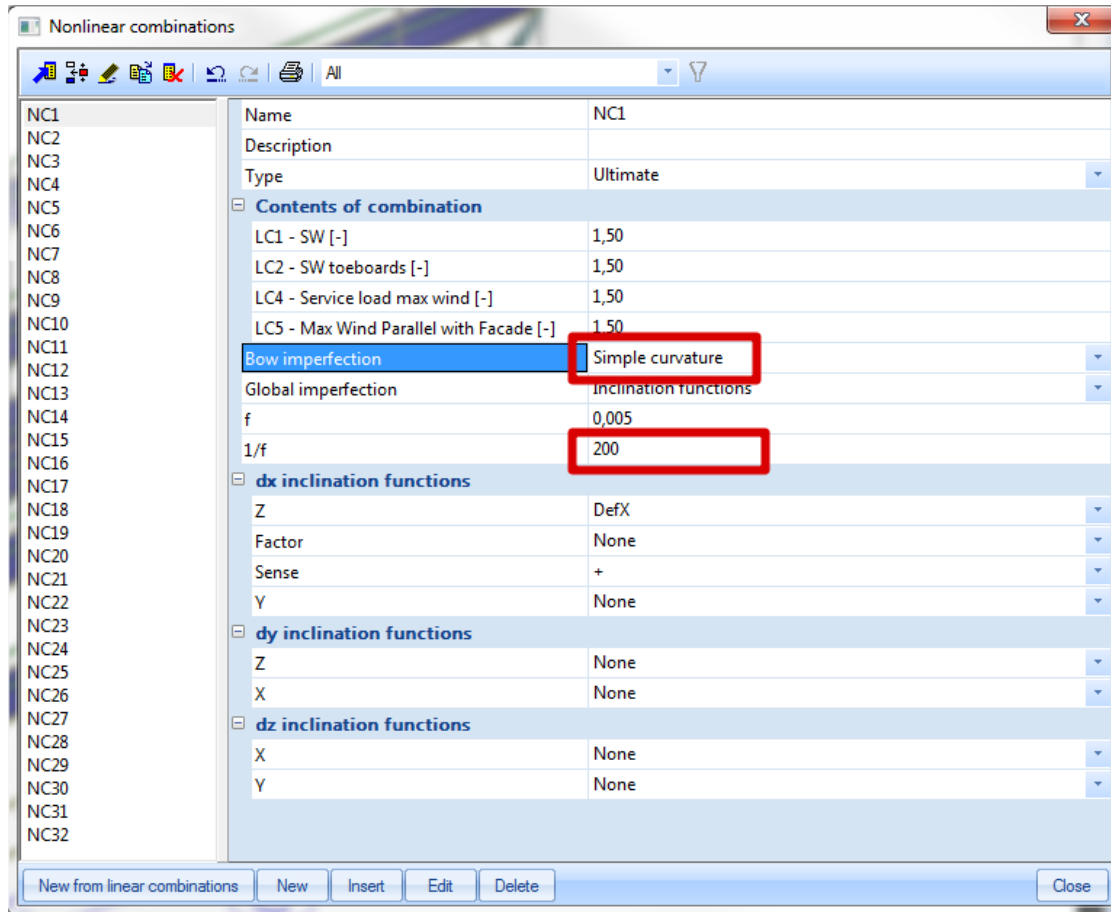 Nonlinear combinations
All
NC1
NC2
NC3
NC4
NC5
NC6
NC7
NC8
NC9
NC10
NC11
NC12
NC13
NC14
NC15
NC16
NC17
NC18
NC19
NC20
NC21
NC22
NC23
NC24
NC25
NC26
NC27
NC28
NC29
NC30
NC31
NC32
Name NC1
Description
Type Ultimate
Contents of combination
LC1 - SW [-] 1,50
LC2 - SW toeboards [-] 1,50
LC4 - Service load max wind [-] 1,50
LC5 - Max Wind Parallel with Facade [-] 1,50
Bow imperfection Simple curvature
Global imperfection Inclination functions
f 0,005
1/f 200
dx inclination functions
Z DefX
Factor None
Sense +
Y None
dy inclination functions
Z None
X None
dz inclination functions
X None
Y None
New from linear combinations New Insert Edit Delete Close